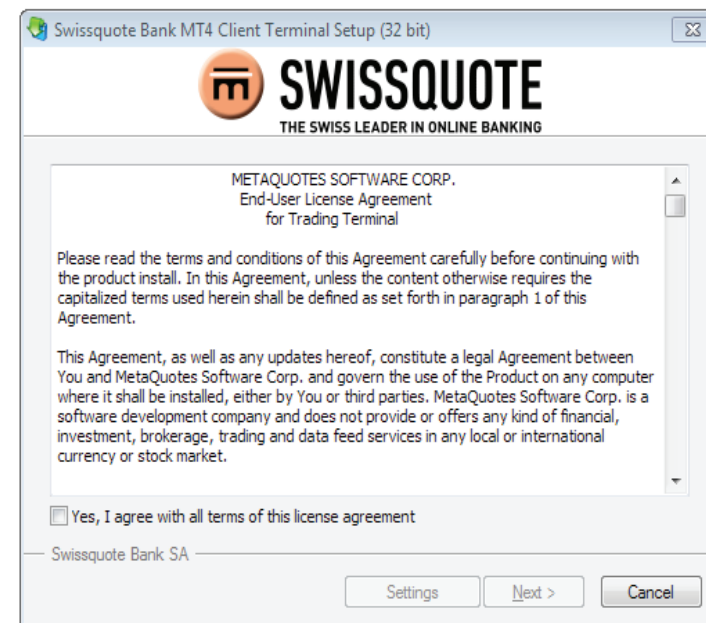 Swissquote Bank MT4 Client Terminal Setup (32 bit)
SWISSQUOTE
THE SWISS LEADER IN ONLINE BANKING
METAQUOTES SOFTWARE CORP.
End-User License Agreement
for Trading Terminal
Please read the terms and conditions of this Agreement carefully before continuing with
the product install. In this Agreement, unless the content otherwise requires the
capitalized terms used herein shall be defined as set forth in paragraph 1 of this
Agreement.
This Agreement, as well as any updates hereof, constitute a legal Agreement between
You and MetaQuotes Software Corp. and govern the use of the Product on any computer
where it shall be installed, either by You or third parties. MetaQuotes Software Corp. is a
software development company and does not provide or offers any kind of financial,
investment, brokerage, trading and data feed services in any local or international
currency or stock market.
Yes, I agree with all terms of this license agreement
Swissquote Bank SA
Settings
Next >
Cancel